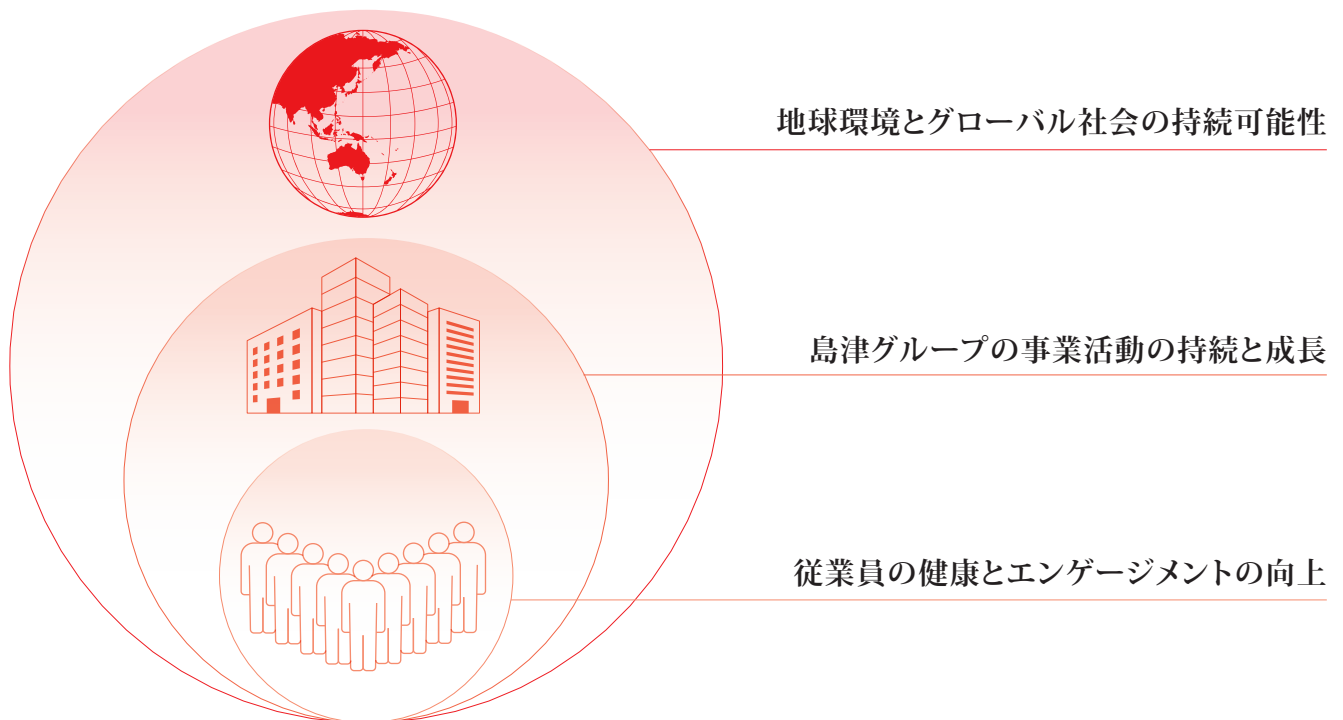 地球環境とグローバル社会の持続可能性
島津グループの事業活動の持続と成長
従業員の健康とエンゲージメントの向上